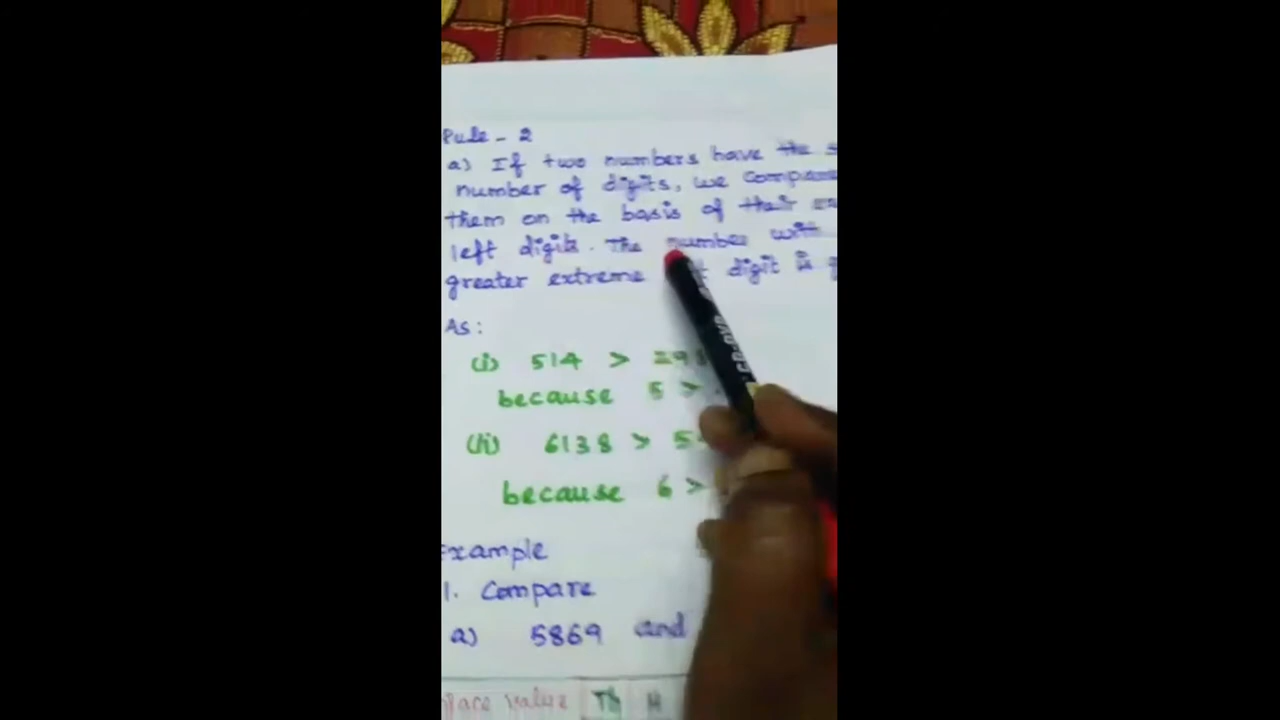 Rule - 2
a) If two numbers have the
number of digits, we compare
them on the basis of their
left digits. The number with
greater extreme digit is
As:
(i) 514 >
because 5 >
(ii) 6138 >
because 6 >
Example
1. Compare
a) 5869 and
place value Th H